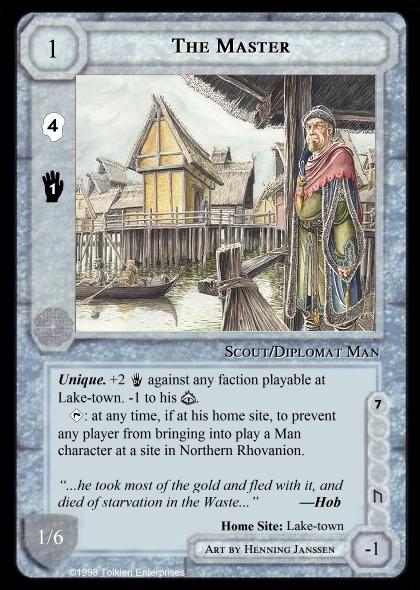 1
THE MASTER
4
1
SCOUT/DIPLOMAT MAN
Unique. +2 against any faction playable at
Lake-town. -1 to his .
: at any time, if at his home site, to prevent
any player from bringing into play a Man
character at a site in Northern Rhovanion.
“...he took most of the gold and fled with it, and
died of starvation in the Waste...” —Hob
7
Home Site: Lake-town
1/6
ART BY HENNING JANSSEN
-1
©1998 Tolkien Enterprises